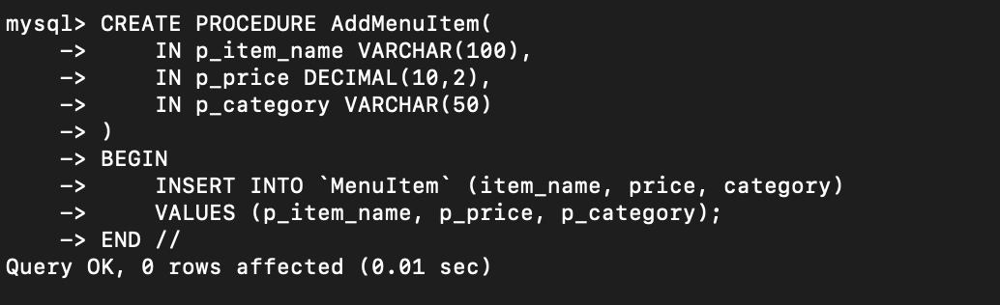 mysql> CREATE PROCEDURE AddMenuItem(
    ->     IN p_item_name VARCHAR(100),
    ->     IN p_price DECIMAL(10,2),
    ->     IN p_category VARCHAR(50)
    -> )
    -> BEGIN
    ->     INSERT INTO `MenuItem` (item_name, price, category)
    ->     VALUES (p_item_name, p_price, p_category);
    -> END //
Query OK, 0 rows affected (0.01 sec)